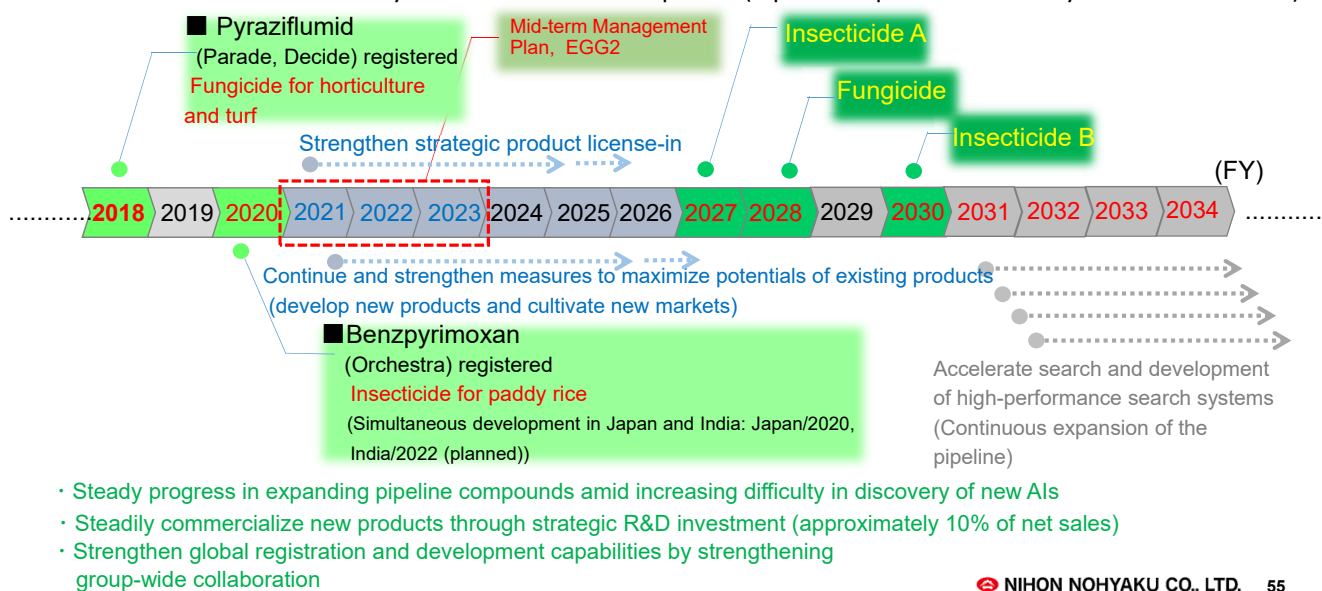 ■ Pyraziflumid
(Parade, Decide) registered
Fungicide for horticulture
and turf
Mid-term Management
Plan, EGG2
Insecticide A
Fungicide
Insecticide B
Strengthen strategic product license-in
(FY)
............2018 2019 2020 2021 2022 2023 2024 2025 2026 2027 2028 2029 2030 2031 2032 2033 2034 ...........
Continue and strengthen measures to maximize potentials of existing products
(develop new products and cultivate new markets)
■Benzpyrimoxan
(Orchestra) registered
Insecticide for paddy rice
(Simultaneous development in Japan and India: Japan/2020,
India/2022 (planned))
Accelerate search and development
of high-performance search systems
(Continuous expansion of the
pipeline)
・Steady progress in expanding pipeline compounds amid increasing difficulty in discovery of new AIs
・Steadily commercialize new products through strategic R&D investment (approximately 10% of net sales)
・Strengthen global registration and development capabilities by strengthening
group-wide collaboration
NIHON NOHYAKU CO., LTD. 55